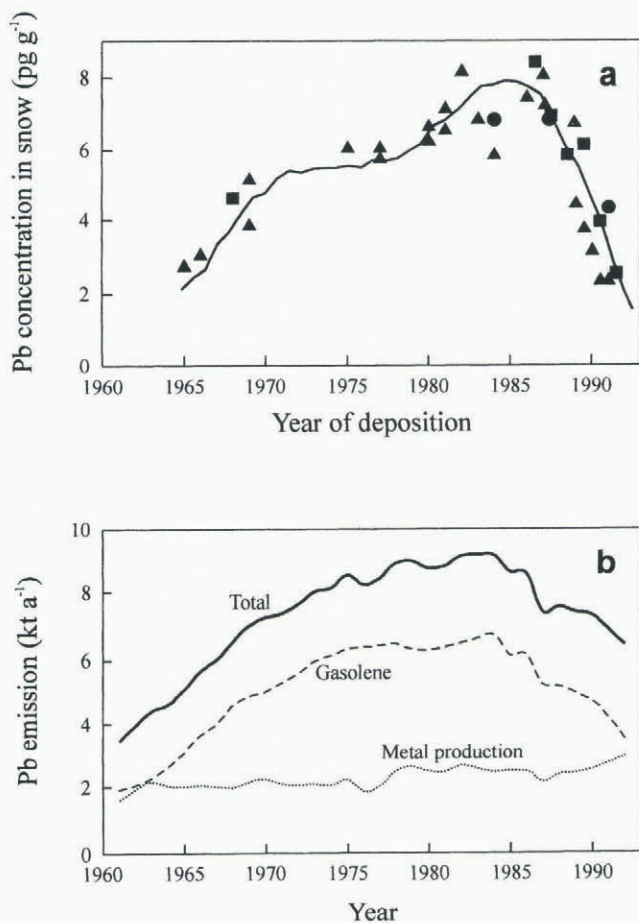 a
Pb concentration in snow (pg g⁻¹)
8
6
4
2
0
1960 1965 1970 1975 1980 1985 1990
Year of deposition
b
Pb emission (kt a⁻¹)
10
8
6
4
2
0
Total
Gasolene
Metal production
1960 1965 1970 1975 1980 1985 1990
Year